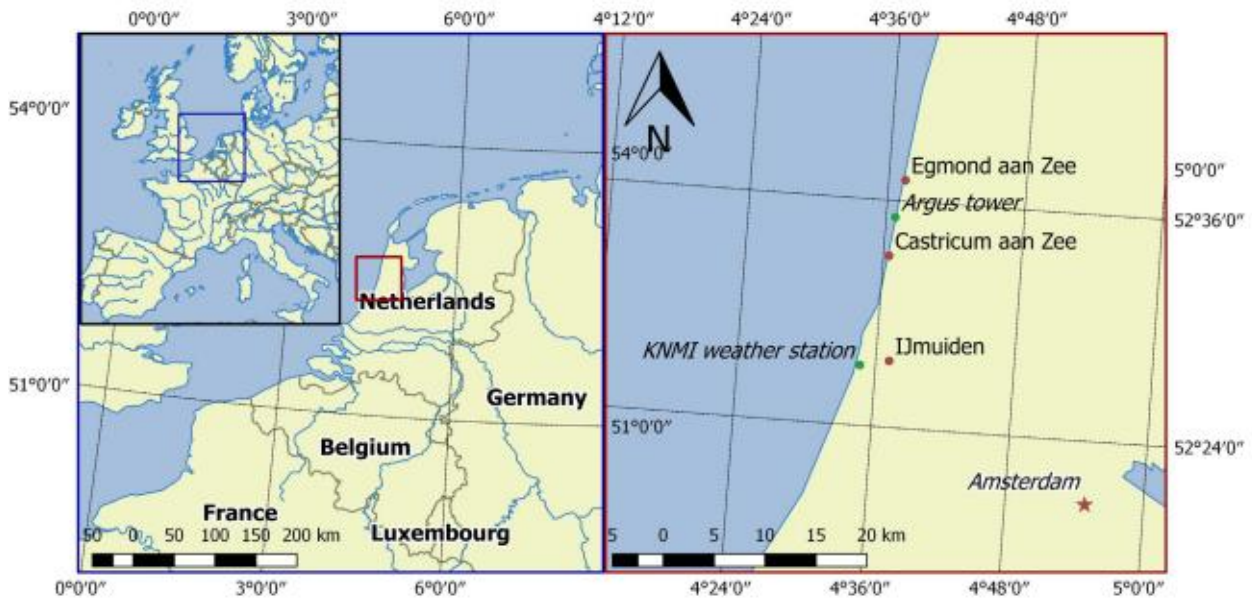 0°0'0" 3°0'0" 6°0'0" 4°12'0" 4°24'0" 4°36'0" 4°48'0"
54°0'0"
N
54°0'0"
Egmond aan Zee
5°0'0"
Argus tower
52°36'0"
Castricum aan Zee
Netherlands
KNMI weather station
IJmuiden
51°0'0"
Germany
51°0'0"
Belgium
52°24'0"
Amsterdam
France
Luxembourg
50 0 50 100 150 200 km
5 0 5 10 15 20 km
0°0'0" 3°0'0" 6°0'0" 4°24'0" 4°36'0" 4°48'0" 5°0'0"